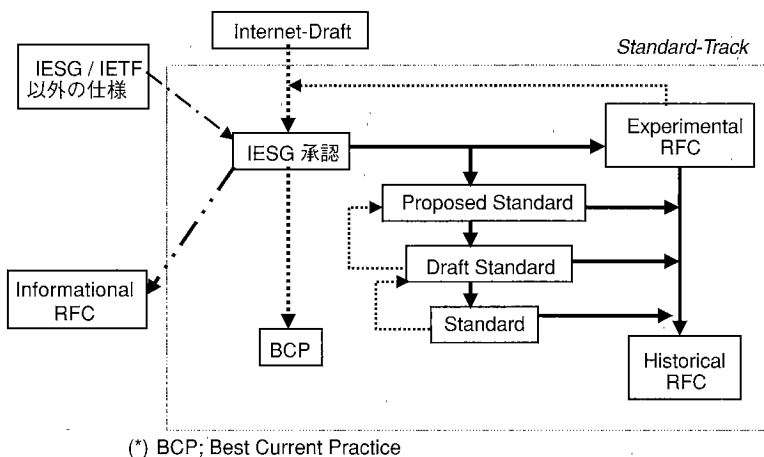 Internet-Draft
Standard-Track
IESG / IETF
以外の仕様
Experimental
RFC
IESG 承認
Proposed Standard
Draft Standard
Informational
RFC
Standard
BCP
Historical
RFC
(*) BCP; Best Current Practice